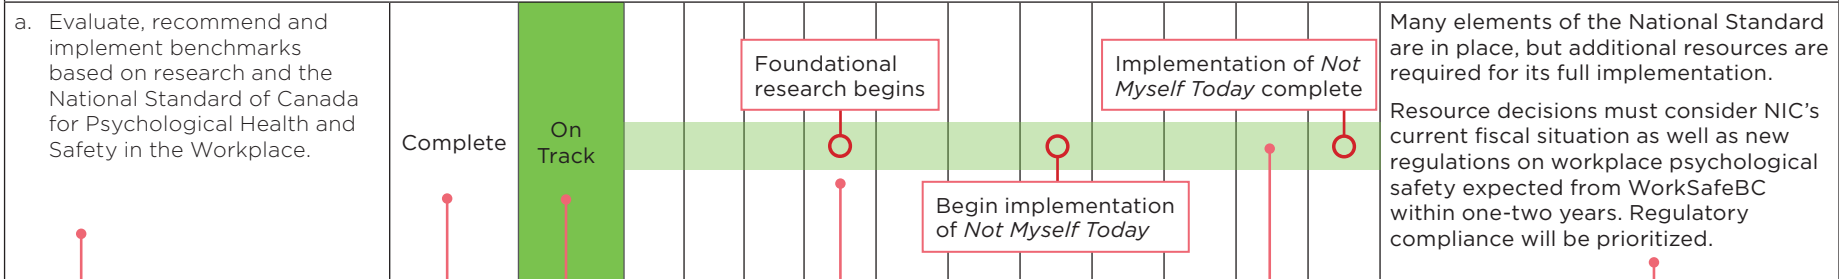 a. Evaluate, recommend and
implement benchmarks
based on research and the
National Standard of Canada
for Psychological Health and
Safety in the Workplace.
Complete
On
Track
Foundational
research begins
Begin implementation
of Not Myself Today
Implementation of Not
Myself Today complete
Many elements of the National Standard
are in place, but additional resources are
required for its full implementation.
Resource decisions must consider NIC’s
current fiscal situation as well as new
regulations on workplace psychological
safety expected from WorkSafeBC
within one-two years. Regulatory
compliance will be prioritized.